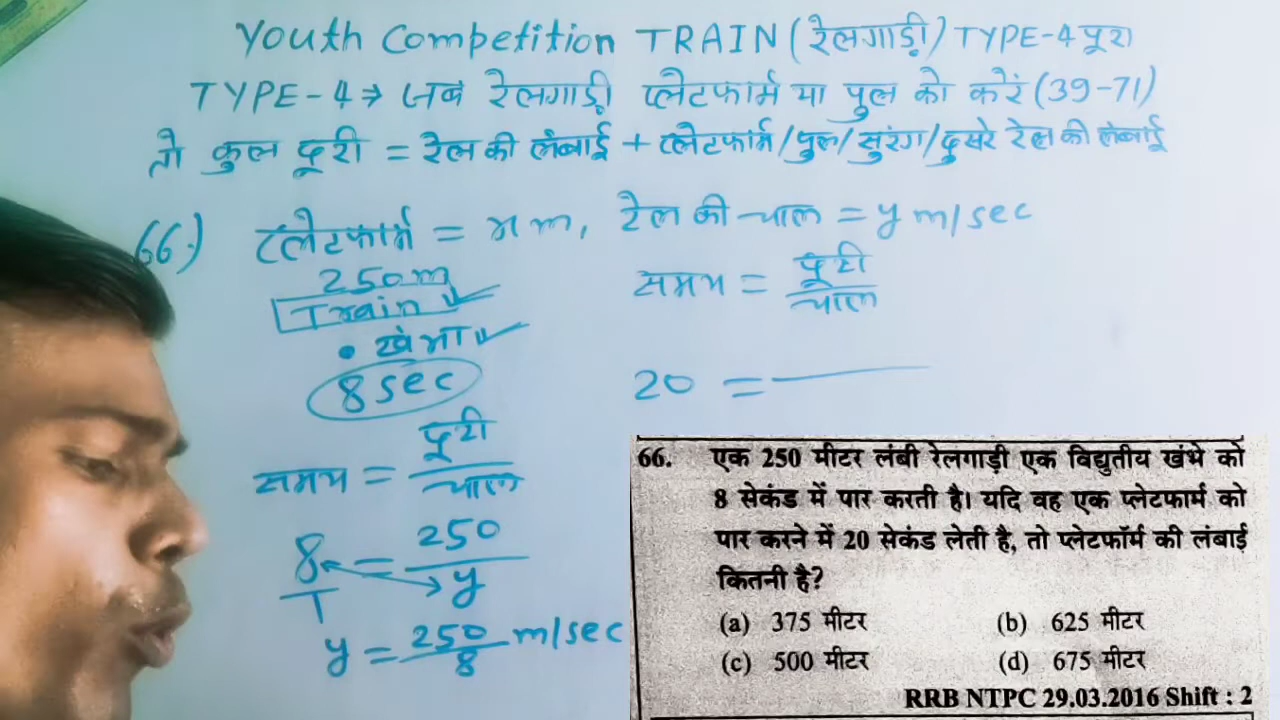 Youth Competition TRAIN (रेलगाड़ी) TYPE-4 पूरा
TYPE-4⇒ जब रेलगाड़ी प्लेटफार्म या पुल को करें (39-71)
तो कुल दूरी = रेल की लंबाई + प्लेटफार्म/पुल/सुरंग/दुसरे रेल की लंबाई
66.) प्लेटफार्म = x m, रेल की चाल = y m/sec
250m
Train
• खंभा
8 sec
समय = दूरी / चाल
8/1 = 250/y
y = 250/8 m/sec
समय = दूरी / चाल
20 =
66. एक 250 मीटर लंबी रेलगाड़ी एक विद्युतीय खंभे को
8 सेकंड में पार करती है। यदि वह एक प्लेटफार्म को
पार करने में 20 सेकंड लेती है, तो प्लेटफॉर्म की लंबाई
कितनी है?
(a) 375 मीटर (b) 625 मीटर
(c) 500 मीटर (d) 675 मीटर
RRB NTPC 29.03.2016 Shift : 2